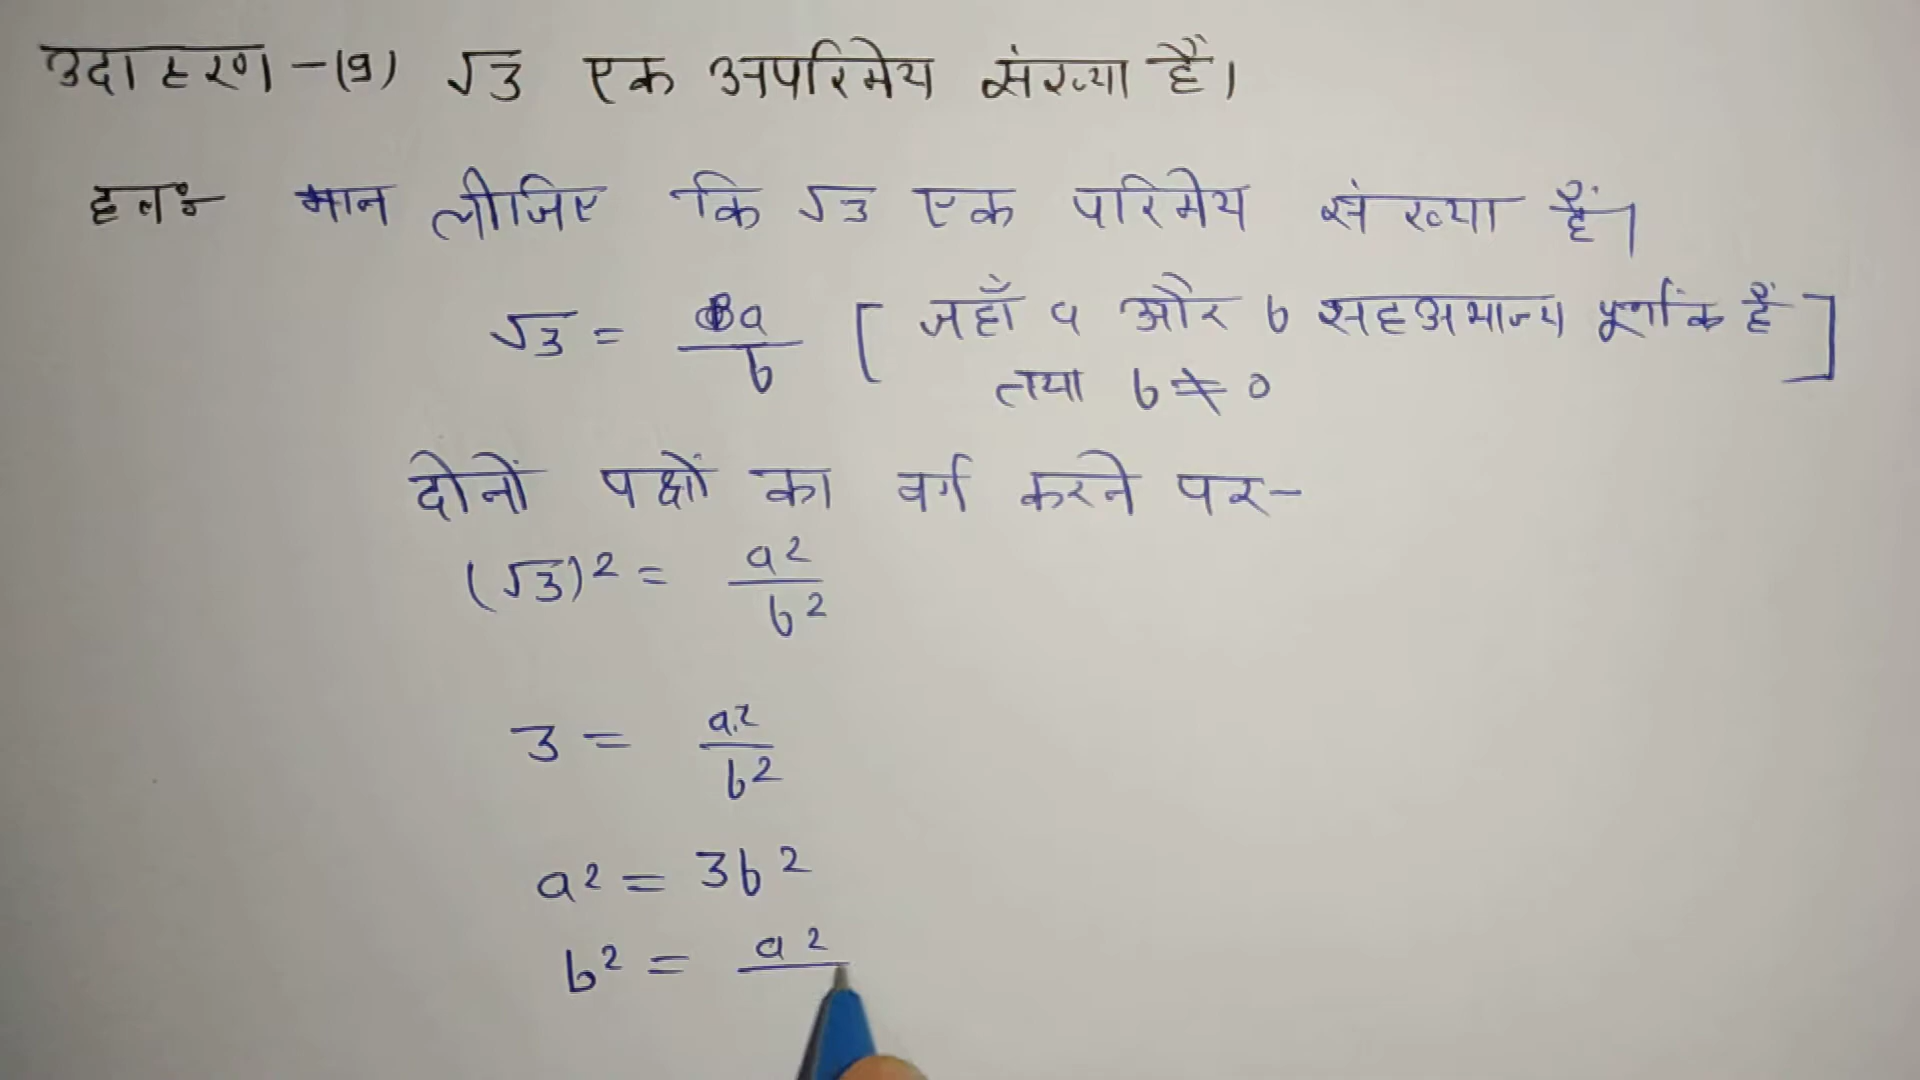 उदाहरण -(9) √3 एक अपरिमेय संख्या है।
हल:- मान लीजिए कि √3 एक परिमेय संख्या है।
√3 = a/b [ जहाँ a और b सहअभाज्य पूर्णांक हैं ]
तथा b ≠ 0
दोनों पक्षों का वर्ग करने पर-
(√3)² = a²/b²
3 = a²/b²
a² = 3b²
b² = a²